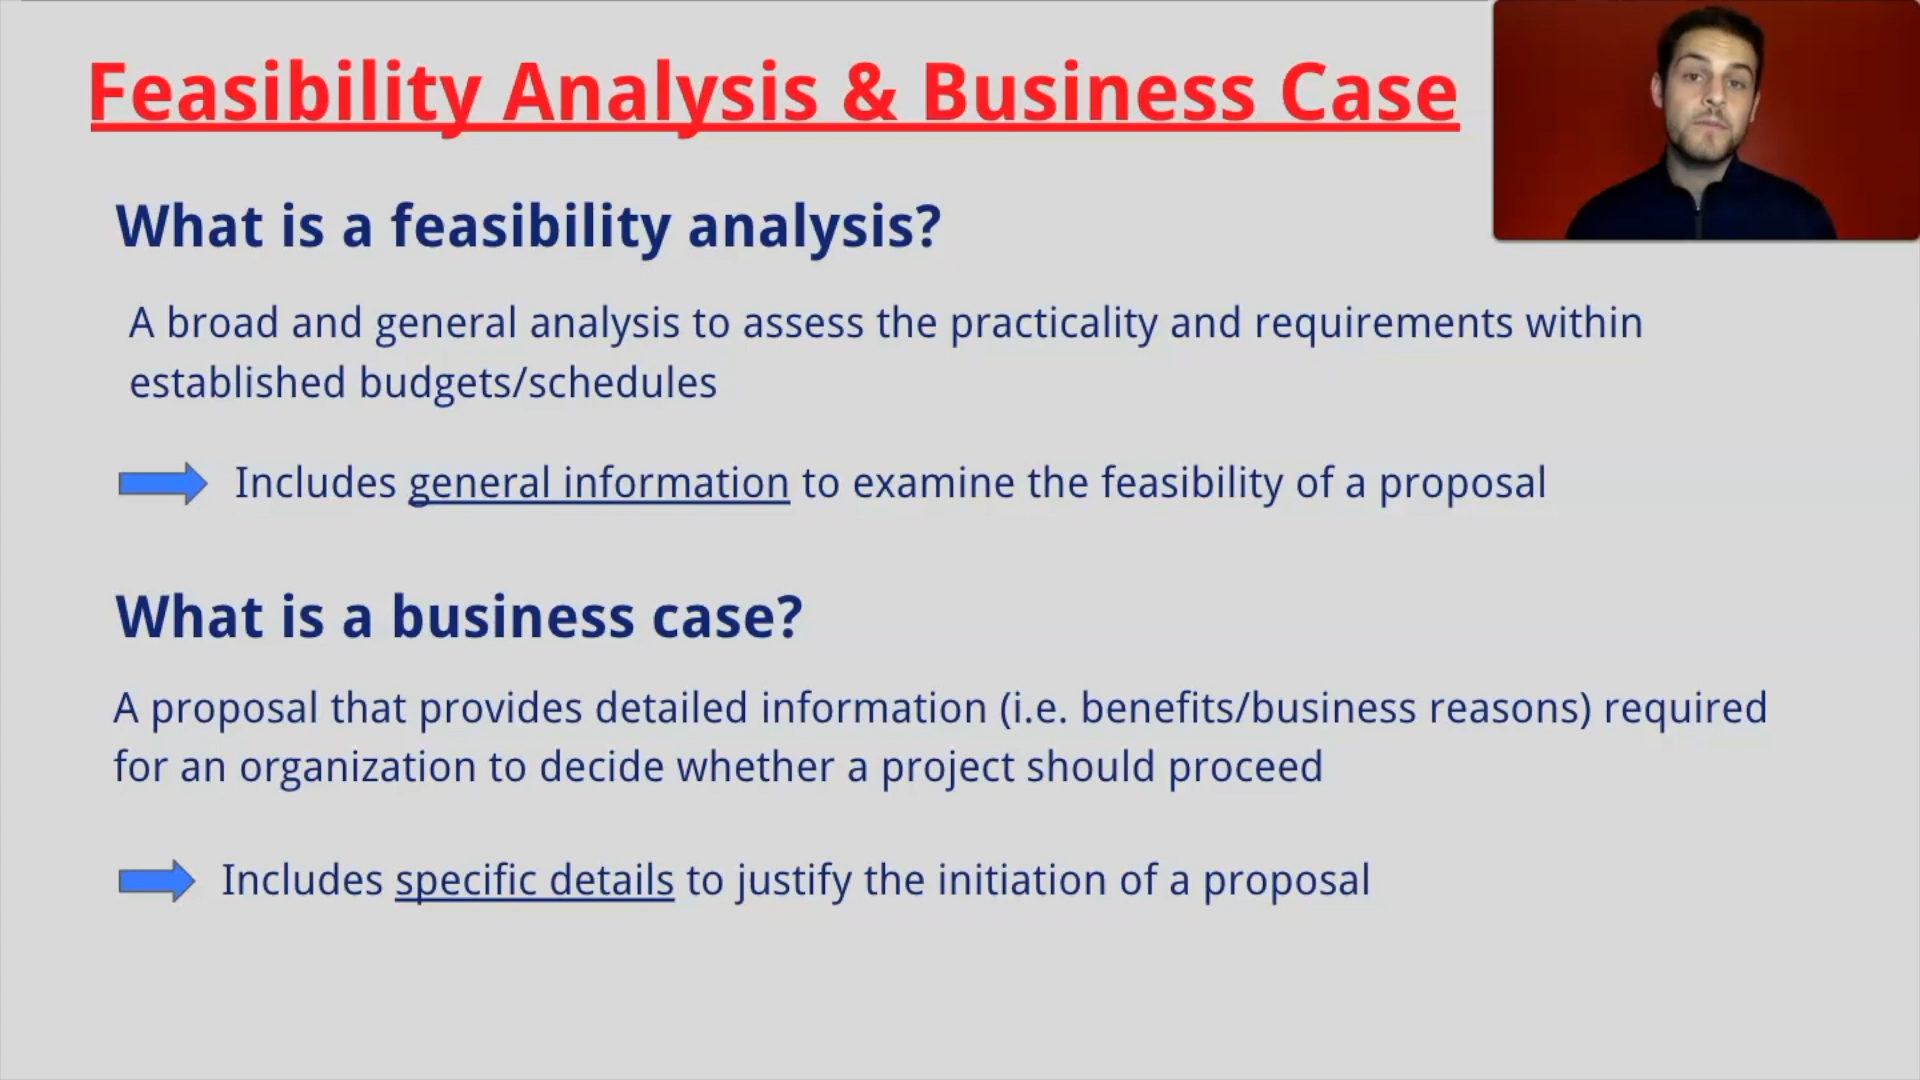 Feasibility Analysis & Business Case
What is a feasibility analysis?
A broad and general analysis to assess the practicality and requirements within
established budgets/schedules
Includes general information to examine the feasibility of a proposal
What is a business case?
A proposal that provides detailed information (i.e. benefits/business reasons) required
for an organization to decide whether a project should proceed
Includes specific details to justify the initiation of a proposal